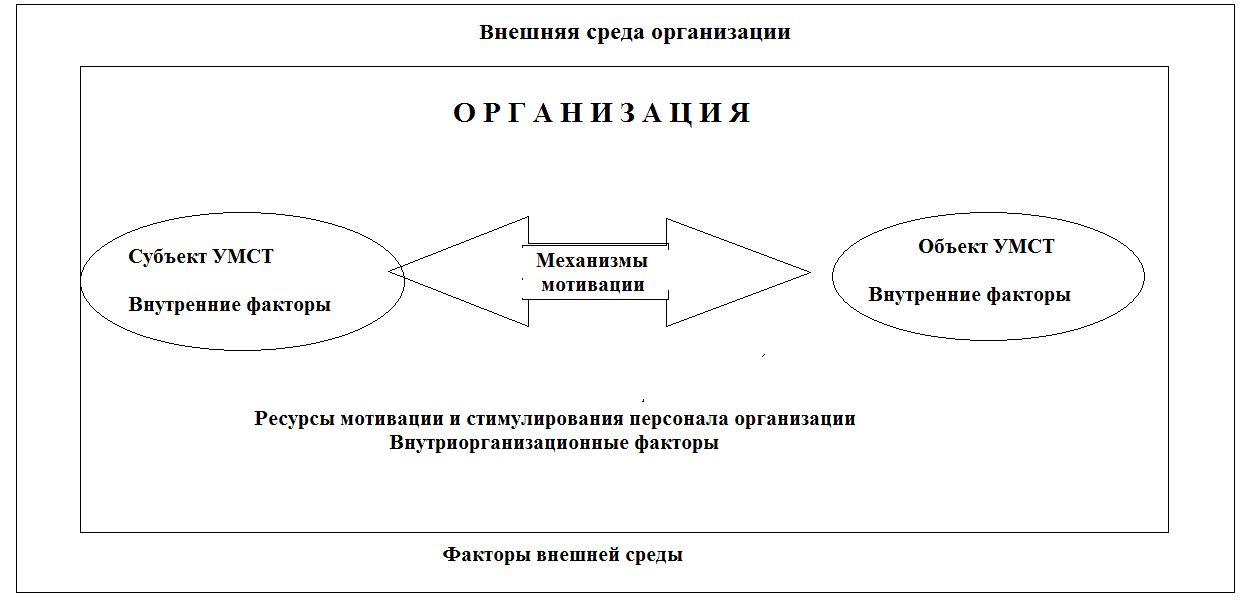 Внешняя среда организации
О Р Г А Н И З А Ц И Я
Субъект УМСТ
Внутренние факторы
Механизмы
мотивации
Объект УМСТ
Внутренние факторы
Ресурсы мотивации и стимулирования персонала организации
Внутриорганизационные факторы
Факторы внешней среды